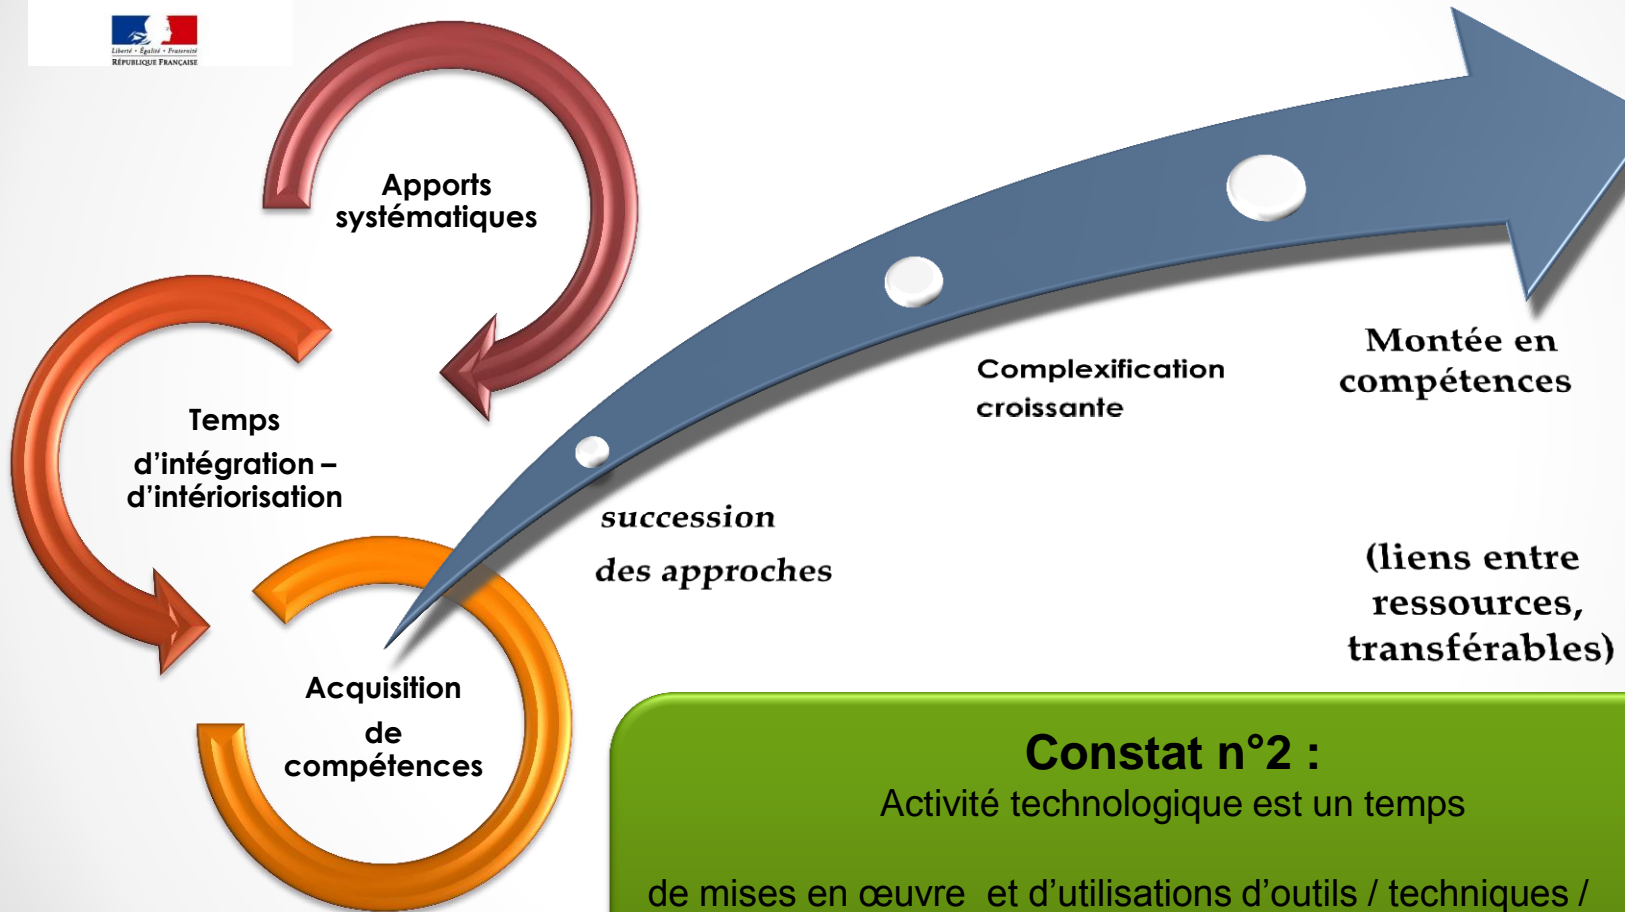 Liberté • Égalité • Fraternité
RÉPUBLIQUE FRANÇAISE
Apports
systématiques
Temps
d’intégration –
d’intériorisation
Acquisition
de
compétences
succession
des approches
Complexification
croissante
Montée en
compétences
(liens entre
ressources,
transférables)
Constat n°2 :
Activité technologique est un temps
de mises en œuvre et d’utilisations d’outils / techniques /